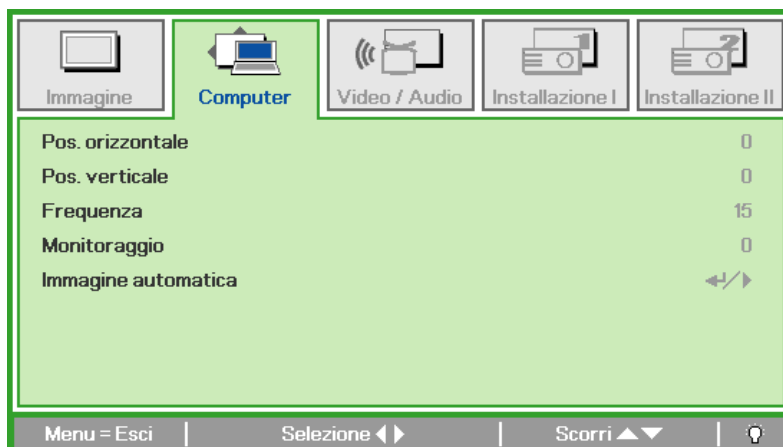 Immagine
Computer
Video / Audio
Installazione I
Installazione II
Pos. orizzontale 0
Pos. verticale 0
Frequenza 15
Monitoraggio 0
Immagine automatica ↵/▶
Menu = Esci | Selezione ◀▶ | Scorri ▲▼ |